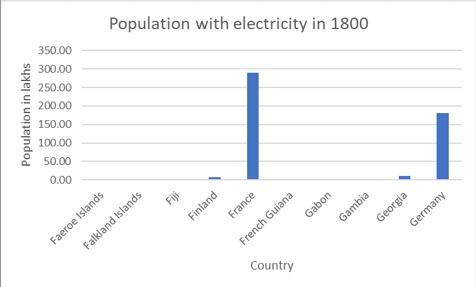 Population with electricity in 1800
Population in lakhs
350.00
300.00
250.00
200.00
150.00
100.00
50.00
0.00
Faeroe Islands
Falkland Islands
Fiji
Finland
France
French Guiana
Gabon
Gambia
Georgia
Germany
Country